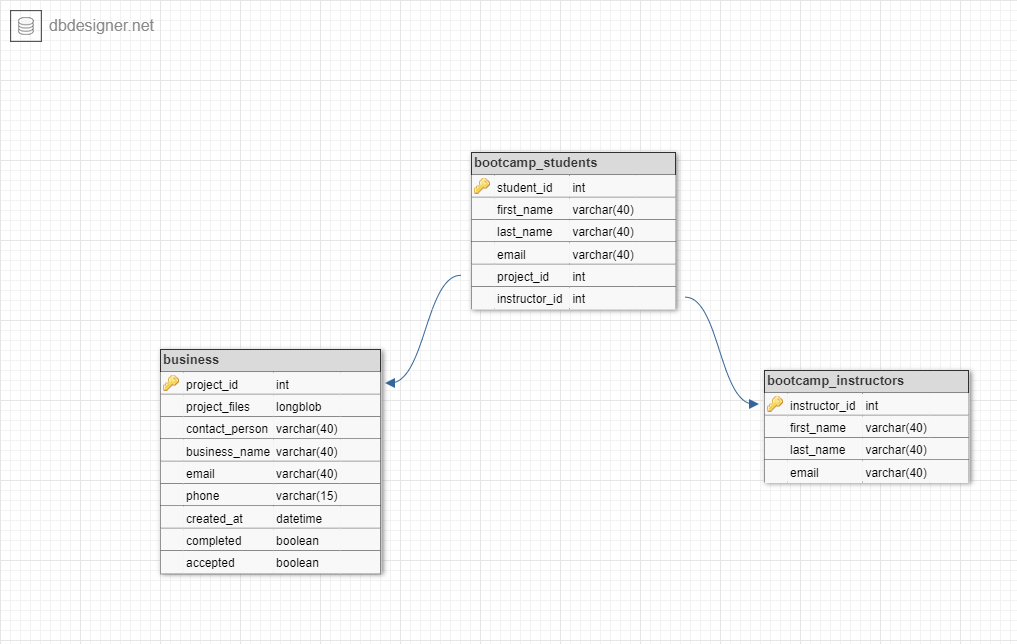 dbdesigner.net
bootcamp_students
student_id int
first_name varchar(40)
last_name varchar(40)
email varchar(40)
project_id int
instructor_id int
business
project_id int
project_files longblob
contact_person varchar(40)
business_name varchar(40)
email varchar(40)
phone varchar(15)
created_at datetime
completed boolean
accepted boolean
bootcamp_instructors
instructor_id int
first_name varchar(40)
last_name varchar(40)
email varchar(40)